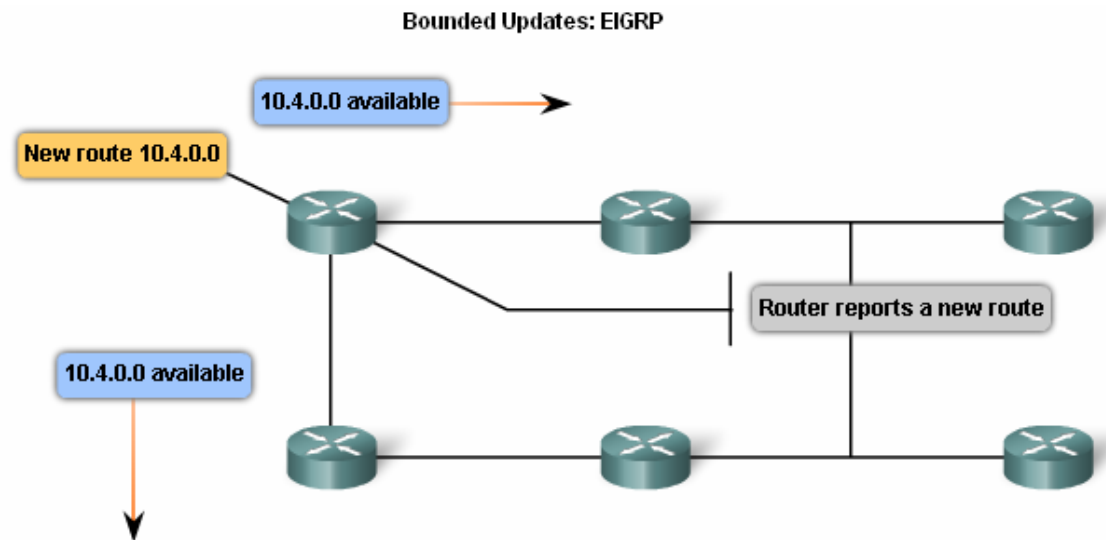 Bounded Updates: EIGRP
10.4.0.0 available
New route 10.4.0.0
Router reports a new route
10.4.0.0 available